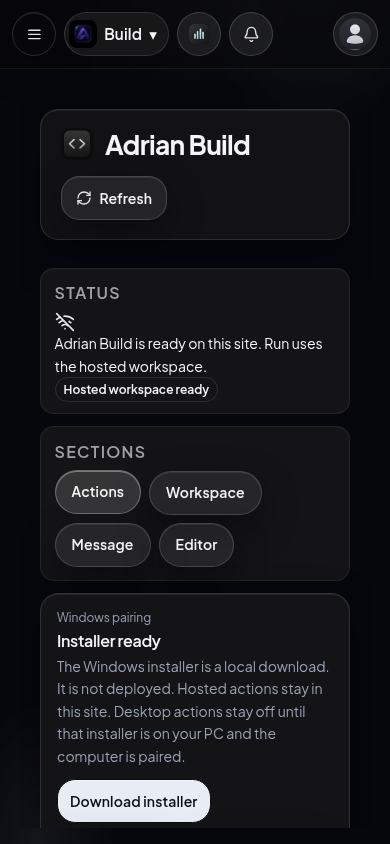 Build ▾
Adrian Build
Refresh
STATUS
Adrian Build is ready on this site. Run uses
the hosted workspace.
Hosted workspace ready
SECTIONS
Actions
Workspace
Message
Editor
Windows pairing
Installer ready
The Windows installer is a local download.
It is not deployed. Hosted actions stay in
this site. Desktop actions stay off until
that installer is on your PC and the
computer is paired.
Download installer